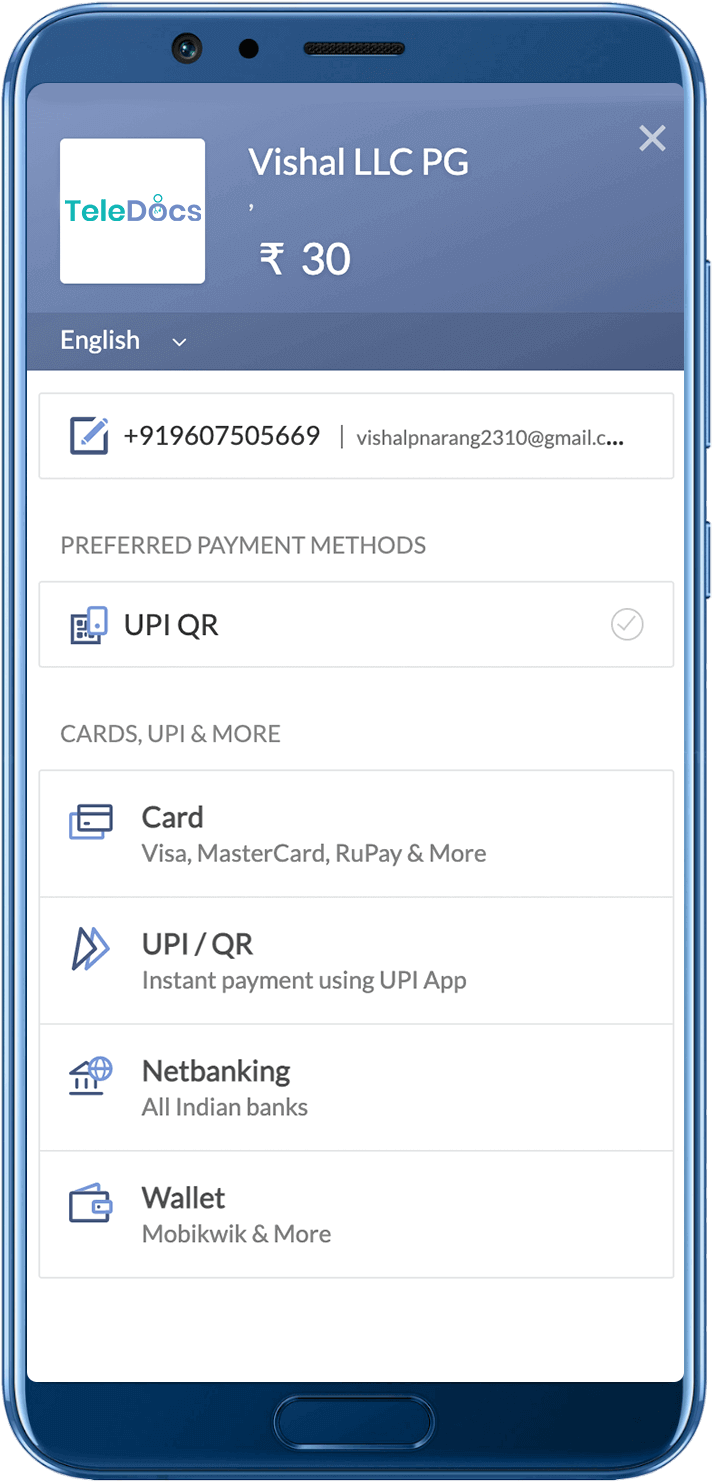 TeleDocs
Vishal LLC PG
,
₹ 30
English
+919607505669 | vishalpnarang2310@gmail.c...
PREFERRED PAYMENT METHODS
UPI QR
CARDS, UPI & MORE
Card
Visa, MasterCard, RuPay & More
UPI / QR
Instant payment using UPI App
Netbanking
All Indian banks
Wallet
Mobikwik & More